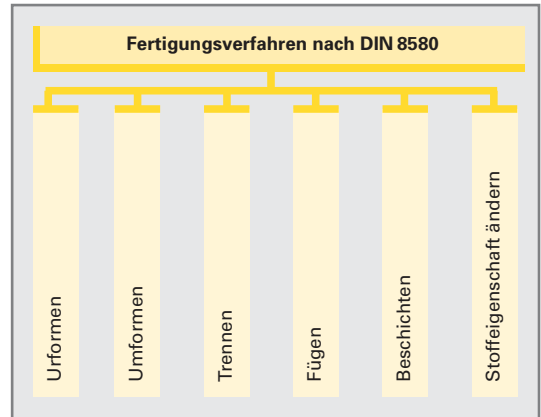 Fertigungsverfahren nach DIN 8580
Urformen
Umformen
Trennen
Fügen
Beschichten
Stoffeigenschaft ändern